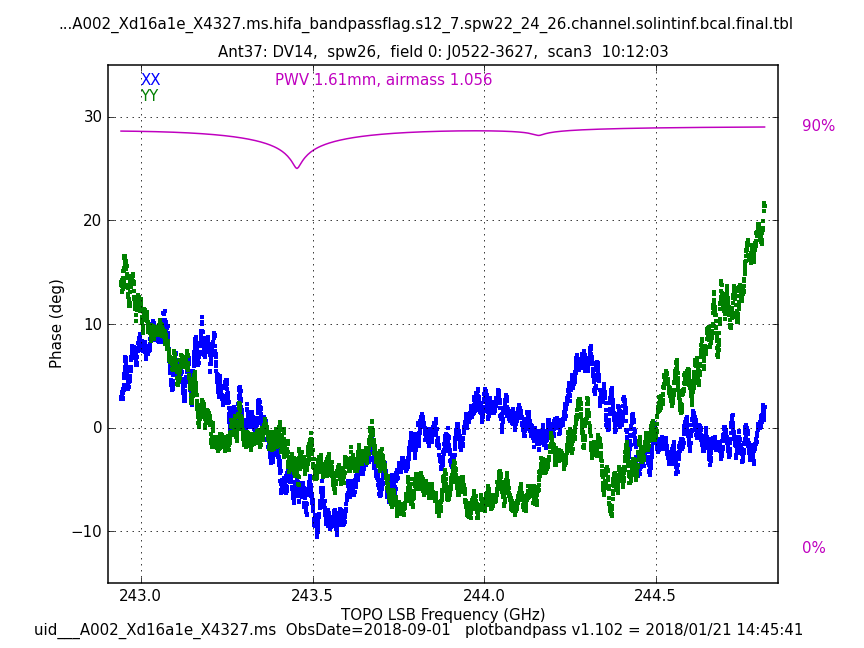 ...A002_Xd16a1e_X4327.ms.hifa_bandpassflag.s12_7.spw22_24_26.channel.solintinf.bcal.final.tbl
Ant37: DV14,  spw26,  field 0: J0522-3627,  scan3  10:12:03
XX
PWV 1.61mm, airmass 1.056
YY
30
90%
20
10
Phase (deg)
0
−10
0%
243.0
243.5
244.0
244.5
TOPO LSB Frequency (GHz)
uid___A002_Xd16a1e_X4327.ms  ObsDate=2018-09-01   plotbandpass v1.102 = 2018/01/21 14:45:41